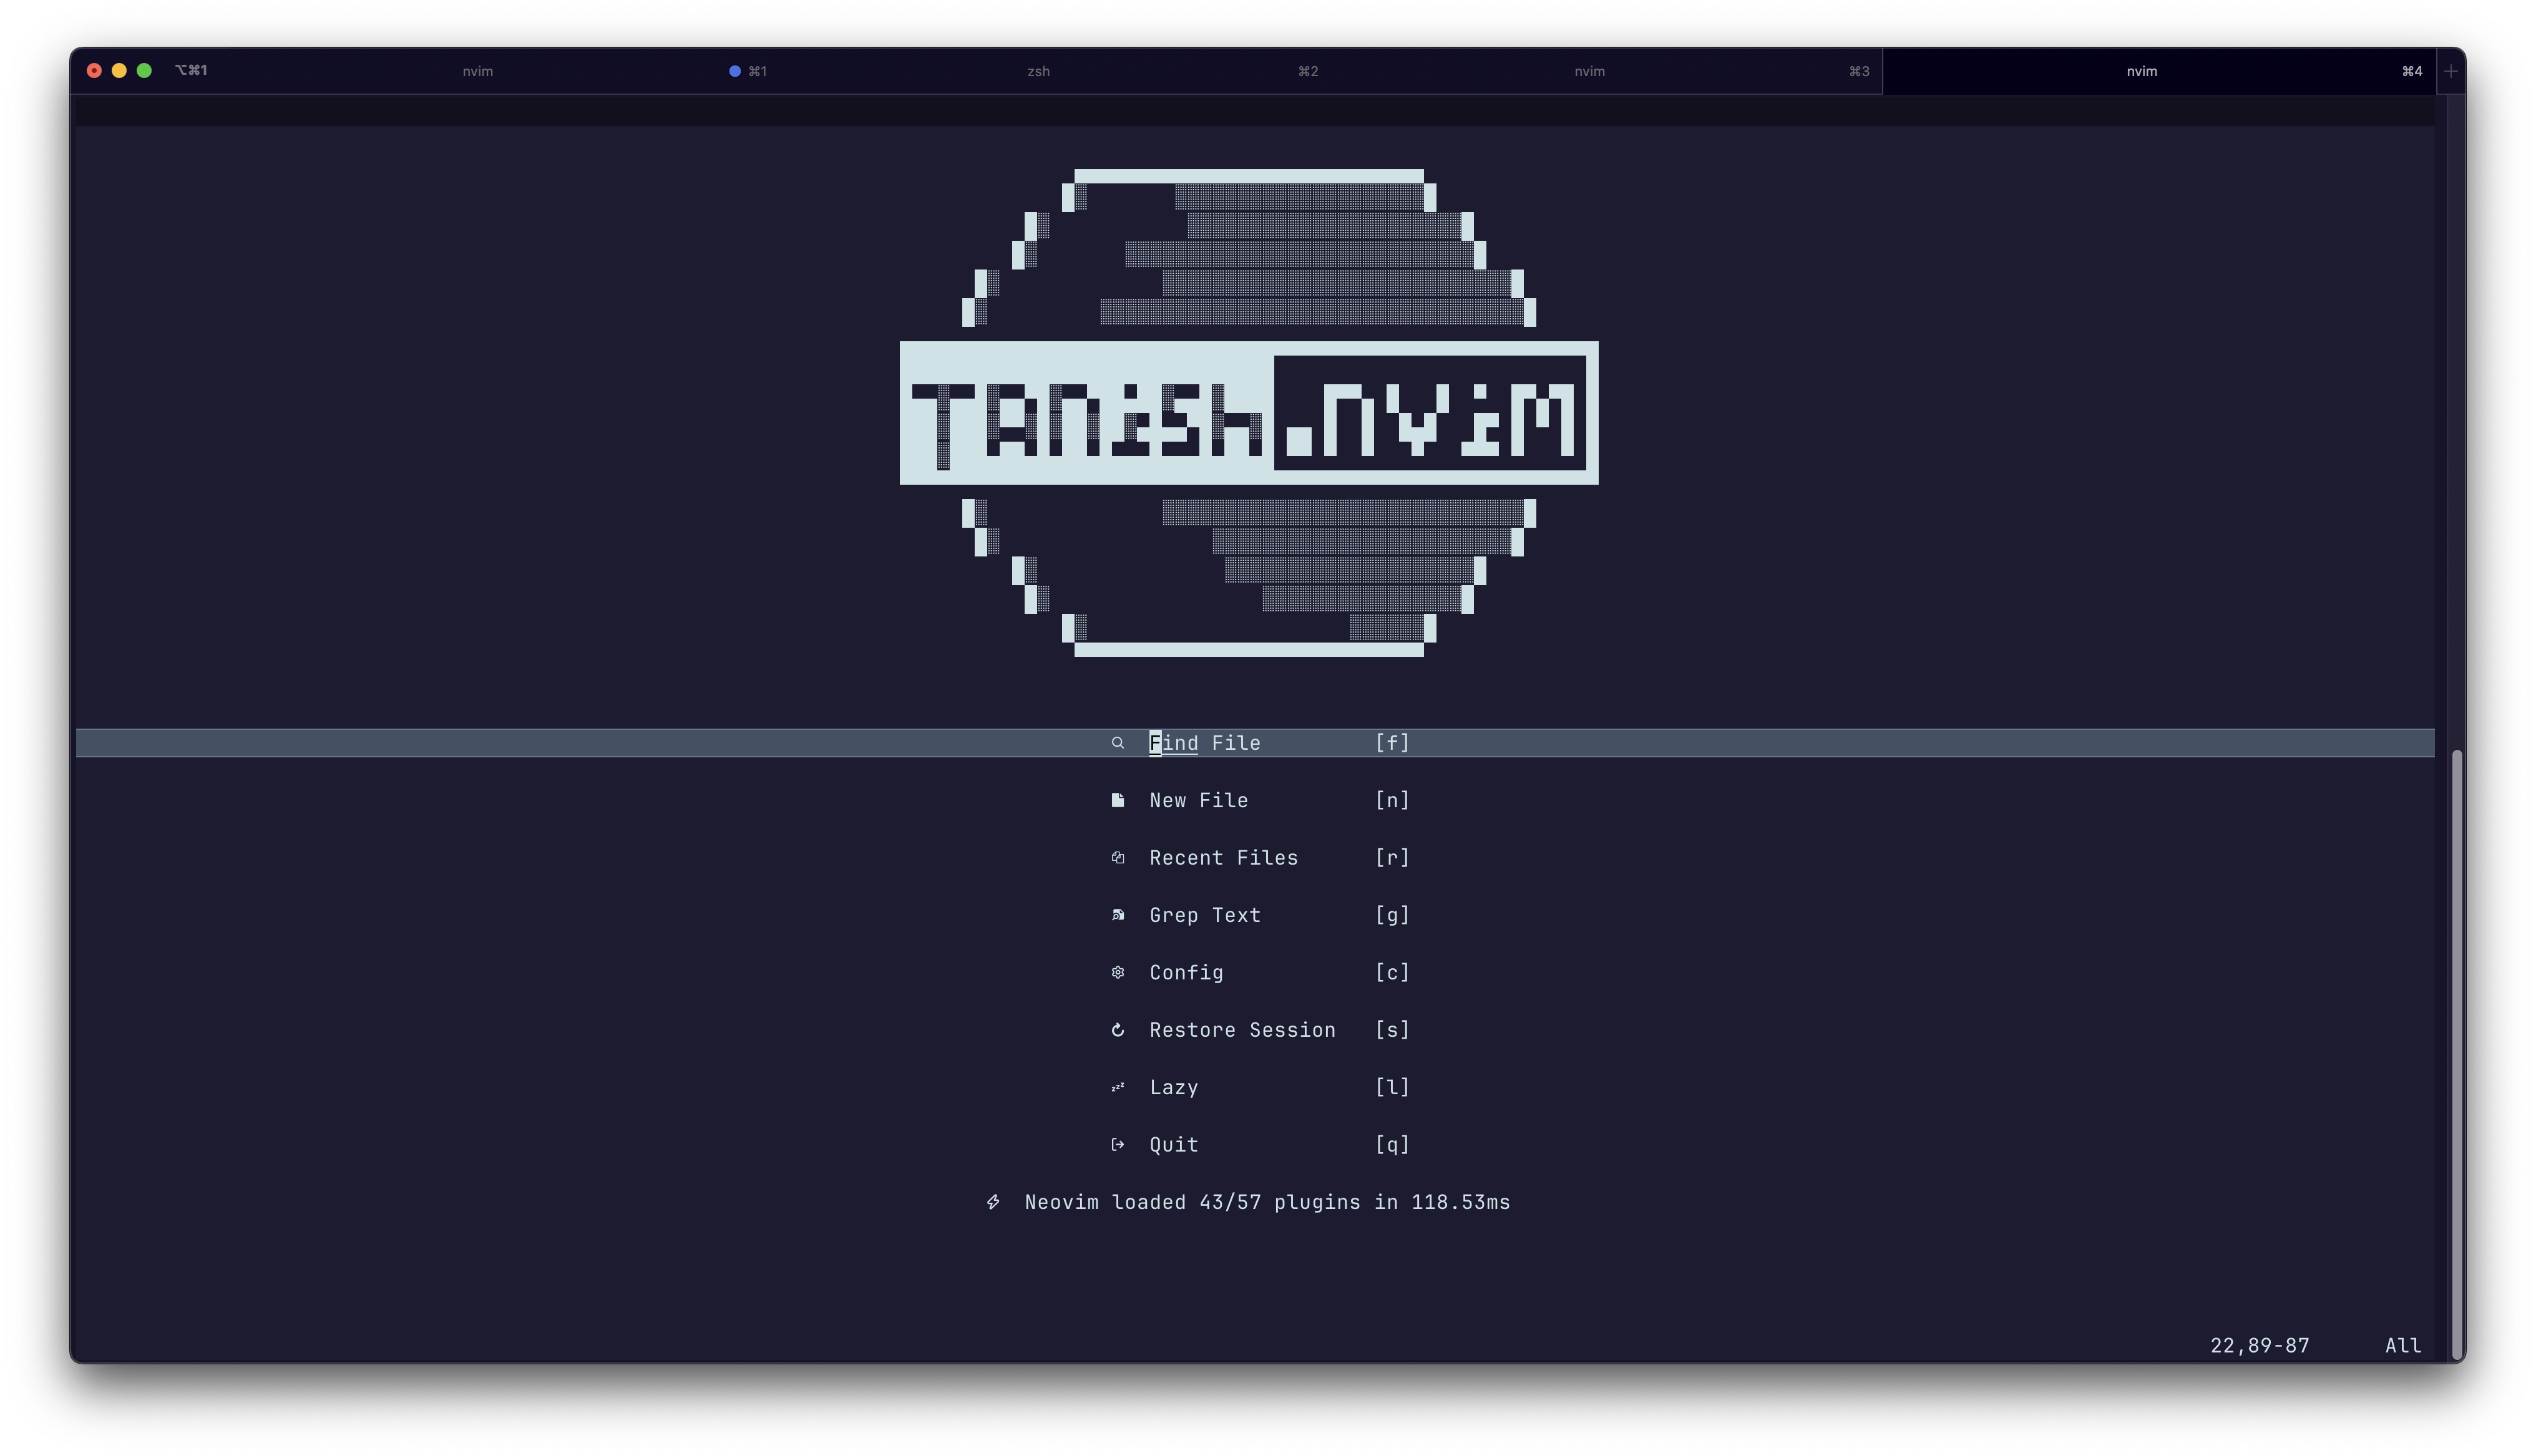 ⌥⌘1 nvim ⌘1 zsh ⌘2 nvim ⌘3 nvim ⌘4 +
TANiSh.nViM
Find File [f]
New File [n]
Recent Files [r]
Grep Text [g]
Config [c]
Restore Session [s]
zzz Lazy [l]
Quit [q]
Neovim loaded 43/57 plugins in 118.53ms
22,89-87 All